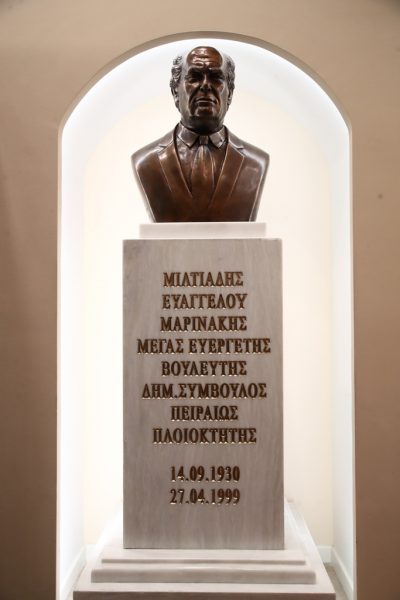 ΜΙΛΤΙΑΔΗΣ
ΕΥΑΓΓΕΛΟΥ
ΜΑΡΙΝΑΚΗΣ
ΜΕΓΑΣ ΕΥΕΡΓΕΤΗΣ
ΒΟΥΛΕΥΤΗΣ
ΔΗΜ.ΣΥΜΒΟΥΛΟΣ
ΠΕΙΡΑΙΩΣ
ΠΛΟΙΟΚΤΗΤΗΣ
14.09.1930
27.04.1999